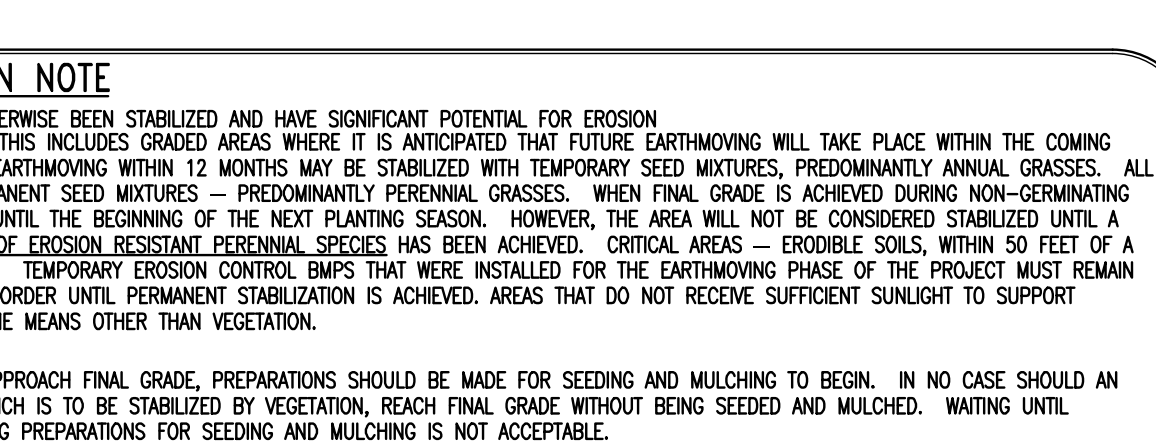 N NOTE
ERWISE BEEN STABILIZED AND HAVE SIGNIFICANT POTENTIAL FOR EROSION
THIS INCLUDES GRADED AREAS WHERE IT IS ANTICIPATED THAT FUTURE EARTHMOVING WILL TAKE PLACE WITHIN THE COMING
EARTHMOVING WITHIN 12 MONTHS MAY BE STABILIZED WITH TEMPORARY SEED MIXTURES, PREDOMINANTLY ANNUAL GRASSES. ALL
ANENT SEED MIXTURES – PREDOMINANTLY PERENNIAL GRASSES. WHEN FINAL GRADE IS ACHIEVED DURING NON-GERMINATING
UNTIL THE BEGINNING OF THE NEXT PLANTING SEASON. HOWEVER, THE AREA WILL NOT BE CONSIDERED STABILIZED UNTIL A
OF EROSION RESISTANT PERENNIAL SPECIES HAS BEEN ACHIEVED. CRITICAL AREAS – ERODIBLE SOILS, WITHIN 50 FEET OF A
TEMPORARY EROSION CONTROL BMPS THAT WERE INSTALLED FOR THE EARTHMOVING PHASE OF THE PROJECT MUST REMAIN
ORDER UNTIL PERMANENT STABILIZATION IS ACHIEVED. AREAS THAT DO NOT RECEIVE SUFFICIENT SUNLIGHT TO SUPPORT
E MEANS OTHER THAN VEGETATION.
PPROACH FINAL GRADE, PREPARATIONS SHOULD BE MADE FOR SEEDING AND MULCHING TO BEGIN. IN NO CASE SHOULD AN
ICH IS TO BE STABILIZED BY VEGETATION, REACH FINAL GRADE WITHOUT BEING SEEDED AND MULCHED. WAITING UNTIL
G PREPARATIONS FOR SEEDING AND MULCHING IS NOT ACCEPTABLE.